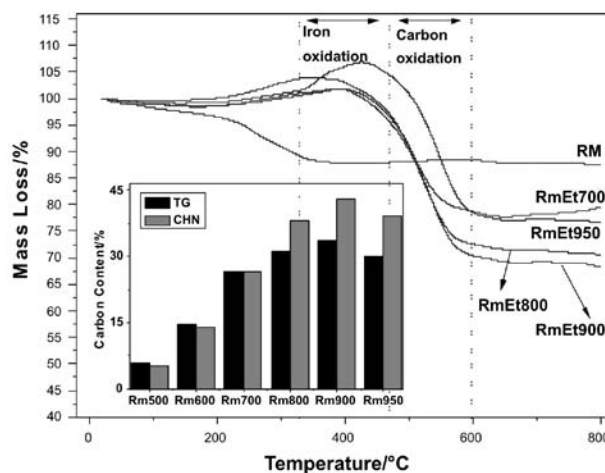 Iron
oxidation
Carbon
oxidation
Mass Loss/%
115
110
105
100
95
90
85
80
75
70
65
60
55
50
45
40
RM
RmEt700
RmEt950
RmEt800
RmEt900
TG
CHN
Carbon Content/%
45
30
15
0
Rm500 Rm600 Rm700 Rm800 Rm900 Rm950
0 200 400 600 800
Temperature/°C